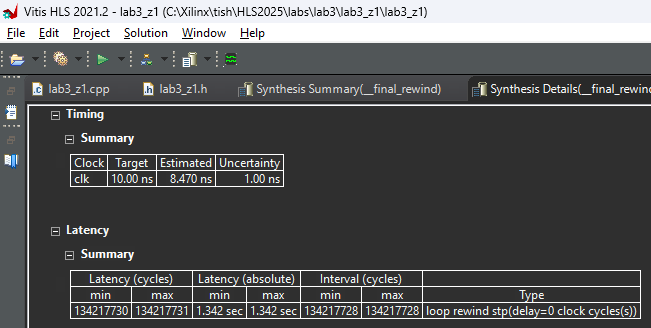 Vitis HLS 2021.2 - lab3_z1 (C:\Xilinx\tish\HLS2025\labs\lab3\lab3_z1\lab3_z1)
File Edit Project Solution Window Help
lab3_z1.cpp lab3_z1.h Synthesis Summary(__final_rewind) Synthesis Details(__final_rewind
Timing
Summary
Clock Target Estimated Uncertainty
clk 10.00 ns 8.470 ns 1.00 ns
Latency
Summary
Latency (cycles) Latency (absolute) Interval (cycles)
min max min max min max Type
134217730 134217731 1.342 sec 1.342 sec 134217728 134217728 loop rewind stp(delay=0 clock cycles(s))